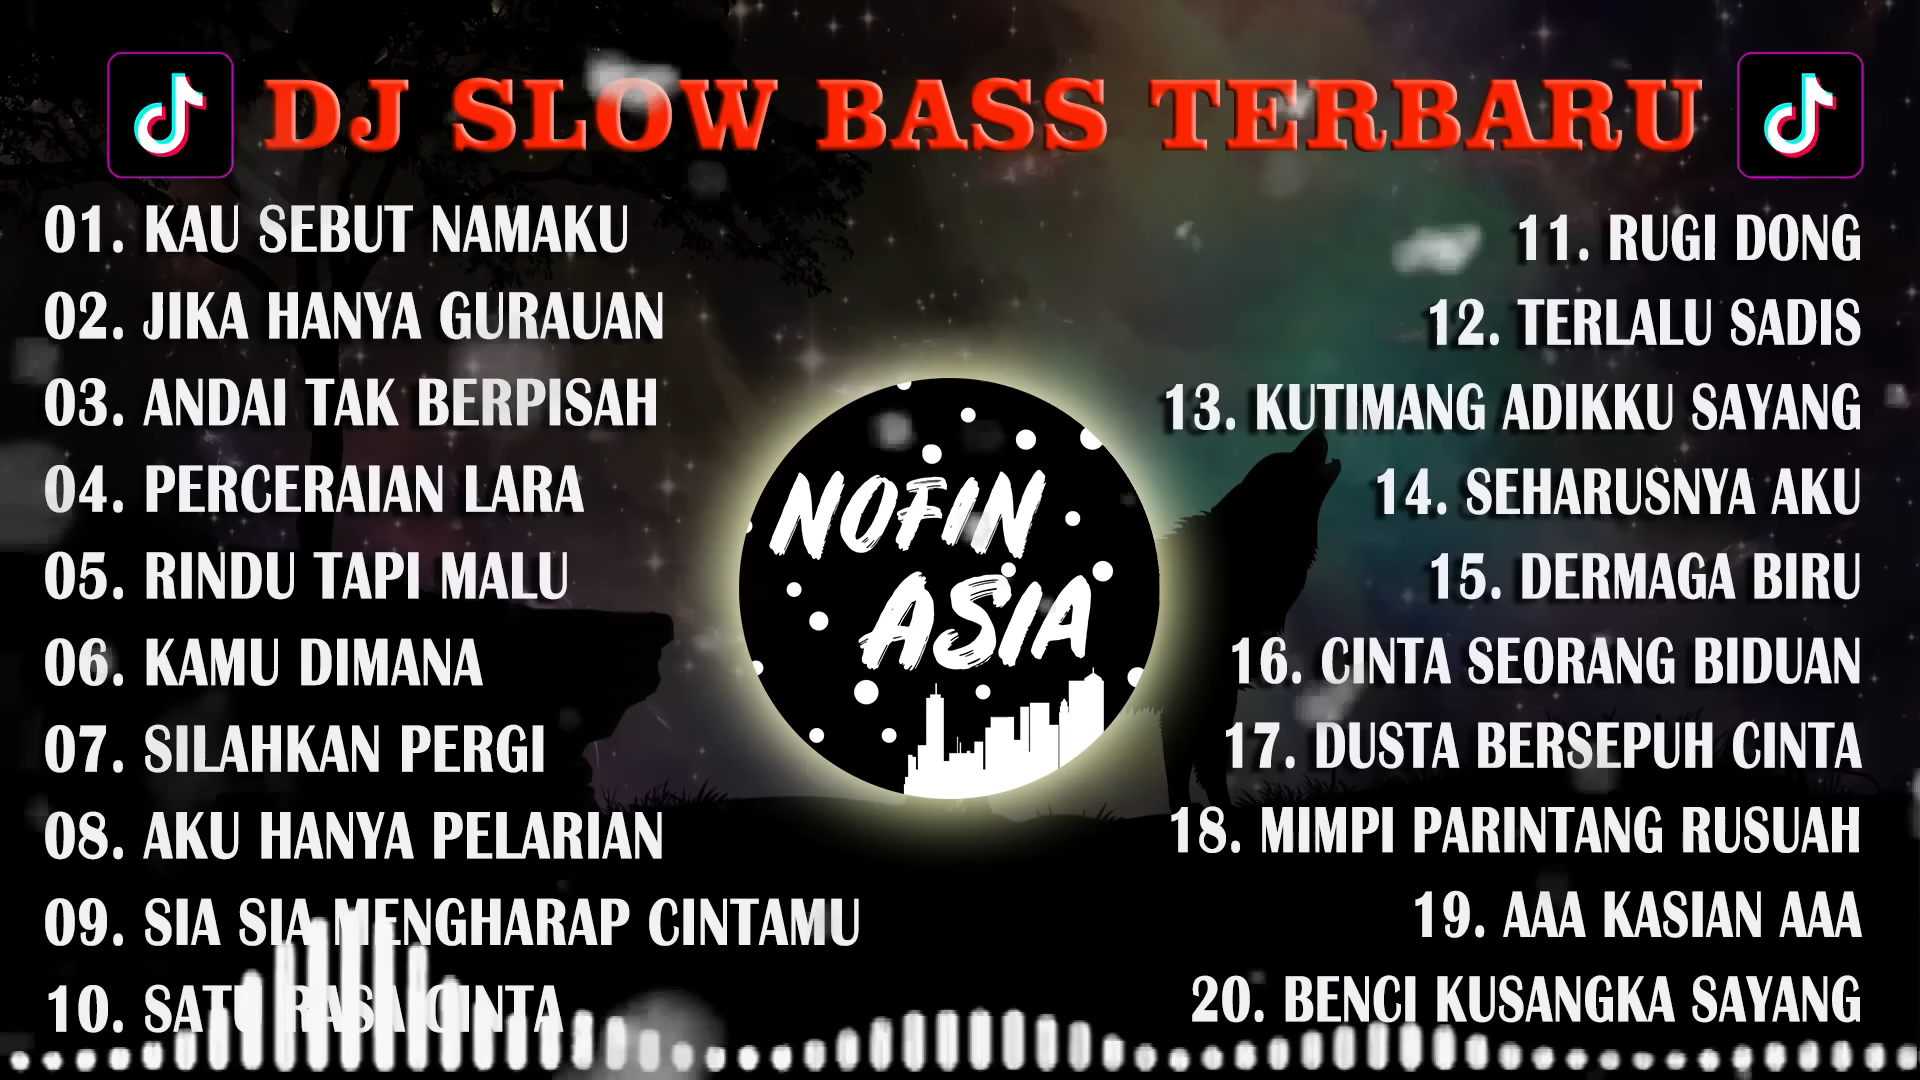 DJ SLOW BASS TERBARU
01. KAU SEBUT NAMAKU
02. JIKA HANYA GURAUAN
03. ANDAI TAK BERPISAH
04. PERCERAIAN LARA
05. RINDU TAPI MALU
06. KAMU DIMANA
07. SILAHKAN PERGI
08. AKU HANYA PELARIAN
09. SIA SIA MENGHARAP CINTAMU
10. SATU RASA CINTA
NOFIN
ASIA
11. RUGI DONG
12. TERLALU SADIS
13. KUTIMANG ADIKKU SAYANG
14. SEHARUSNYA AKU
15. DERMAGA BIRU
16. CINTA SEORANG BIDUAN
17. DUSTA BERSEPUH CINTA
18. MIMPI PARINTANG RUSUAH
19. AAA KASIAN AAA
20. BENCI KUSANGKA SAYANG